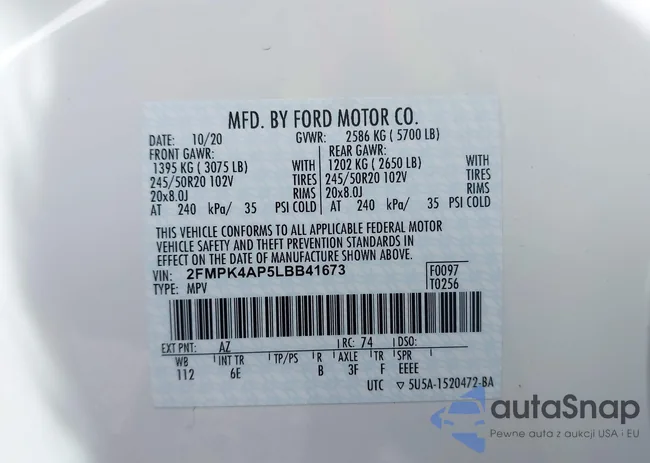 MFD. BY FORD MOTOR CO.
DATE: 10/20 GVWR: 2586 KG ( 5700 LB)
FRONT GAWR: REAR GAWR:
1395 KG ( 3075 LB) WITH 1202 KG ( 2650 LB) WITH
245/50R20 102V TIRES 245/50R20 102V TIRES
20x8.0J RIMS 20x8.0J RIMS
AT 240 kPa/ 35 PSI COLD AT 240 kPa/ 35 PSI COLD
THIS VEHICLE CONFORMS TO ALL APPLICABLE FEDERAL MOTOR
VEHICLE SAFETY AND THEFT PREVENTION STANDARDS IN
EFFECT ON THE DATE OF MANUFACTURE SHOWN ABOVE.
VIN: 2FMPK4AP5LBB41673 F0097
TYPE: MPV T0256
EXT PNT: AZ RC: 74 DSO:
WB INT TR TP/PS R AXLE TR SPR
112 6E B 3F F EEEE
UTC ▽ 5U5A-1520472-BA
autaSnap
Pewne auta z aukcji USA i EU